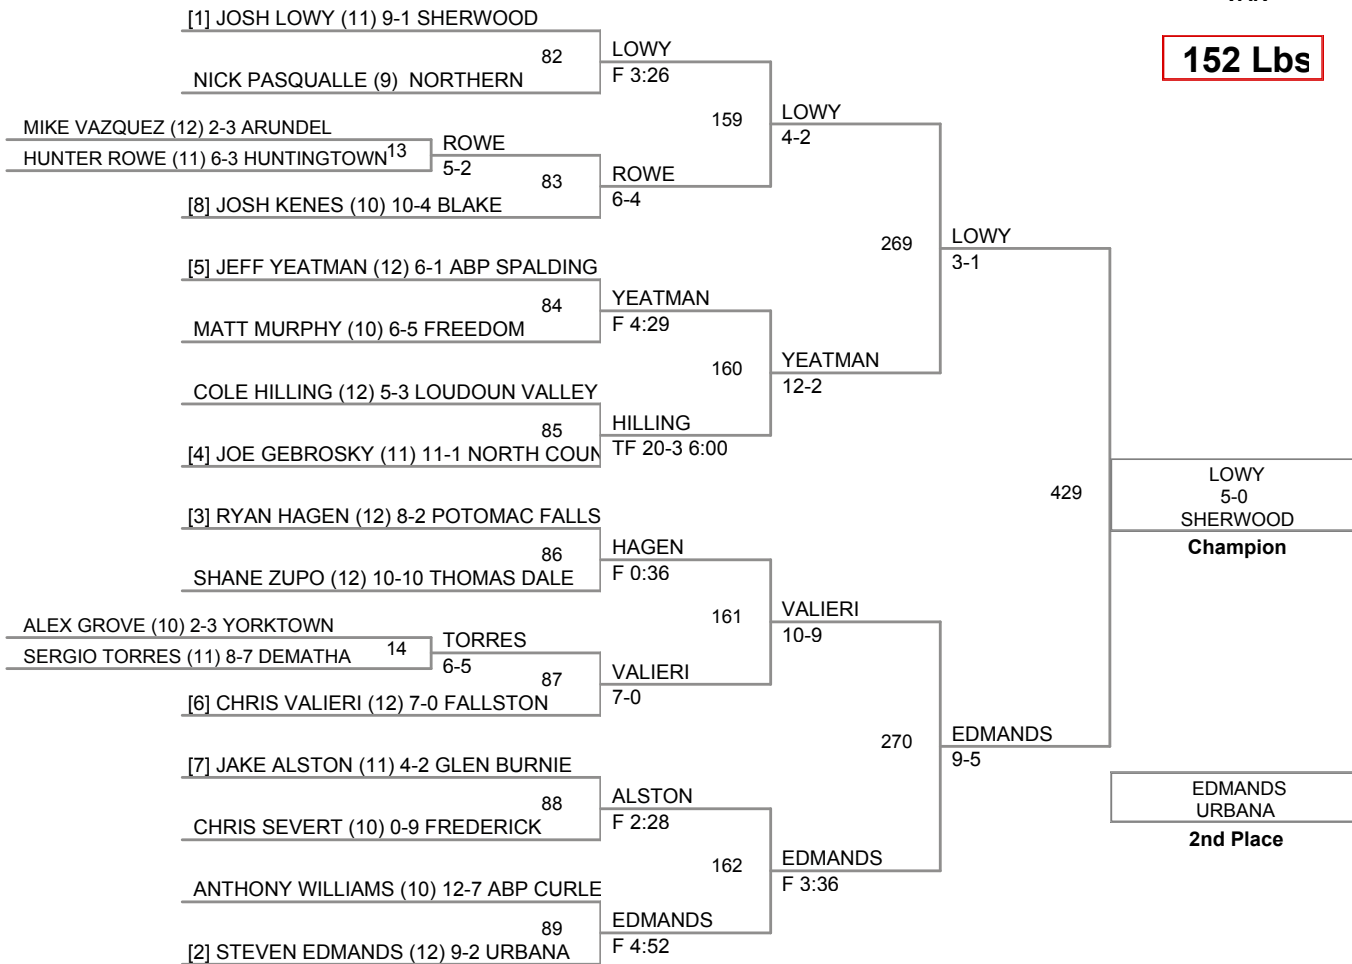 152 Lbs
[1] JOSH LOWY (11) 9-1 SHERWOOD
82
NICK PASQUALLE (9) NORTHERN
LOWY
F 3:26
MIKE VAZQUEZ (12) 2-3 ARUNDEL
HUNTER ROWE (11) 6-3 HUNTINGTOWN
13
ROWE
5-2
83
[8] JOSH KENES (10) 10-4 BLAKE
ROWE
6-4
159
LOWY
4-2
[5] JEFF YEATMAN (12) 6-1 ABP SPALDING
84
MATT MURPHY (10) 6-5 FREEDOM
YEATMAN
F 4:29
COLE HILLING (12) 5-3 LOUDOUN VALLEY
85
[4] JOE GEBROSKY (11) 11-1 NORTH COUN
HILLING
TF 20-3 6:00
160
YEATMAN
12-2
269
LOWY
3-1
[3] RYAN HAGEN (12) 8-2 POTOMAC FALLS
86
SHANE ZUPO (12) 10-10 THOMAS DALE
HAGEN
F 0:36
ALEX GROVE (10) 2-3 YORKTOWN
SERGIO TORRES (11) 8-7 DEMATHA
14
TORRES
6-5
87
[6] CHRIS VALIERI (12) 7-0 FALLSTON
VALIERI
7-0
161
VALIERI
10-9
[7] JAKE ALSTON (11) 4-2 GLEN BURNIE
88
CHRIS SEVERT (10) 0-9 FREDERICK
ALSTON
F 2:28
ANTHONY WILLIAMS (10) 12-7 ABP CURLE
89
[2] STEVEN EDMANDS (12) 9-2 URBANA
EDMANDS
F 4:52
162
EDMANDS
F 3:36
270
EDMANDS
9-5
429
LOWY
5-0
SHERWOOD
Champion
EDMANDS
URBANA
2nd Place